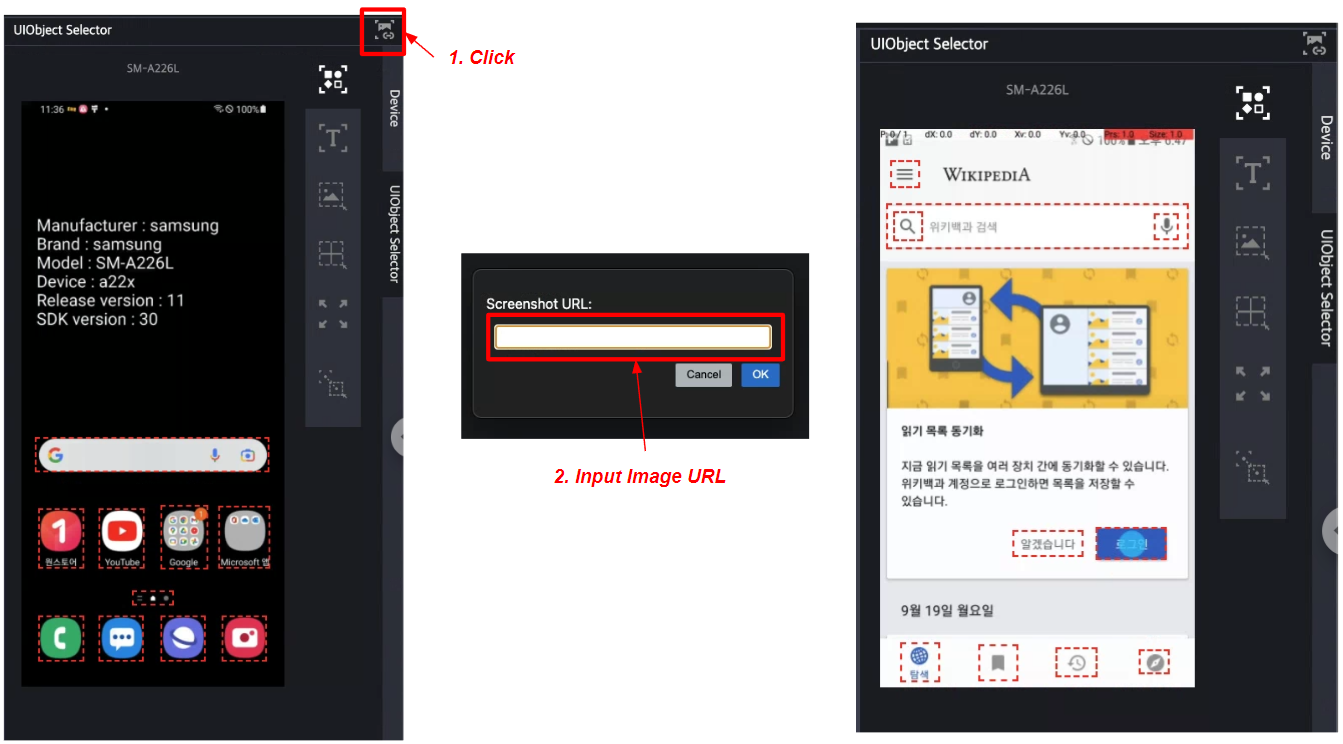 UIObject Selector
1. Click
SM-A226L
Device
UIObject Selector
11:36
100%
Manufacturer : samsung
Brand : samsung
Model : SM-A226L
Device : a22x
Release version : 11
SDK version : 30
T
G
1
1
원스토어
YouTube
Google
Microsoft 앱
Screenshot URL:
Cancel
OK
2. Input Image URL
UIObject Selector
SM-A226L
Device
UIObject Selector
P: 0 / 1
dX: 0.0
dY: 0.0
Xv: 0.0
Yv: 0.0
Prs: 1.0
Size: 1.0
100%
오후 6:47
T
WIKIPEDIA
위키백과 검색
읽기 목록 동기화
지금 읽기 목록을 여러 장치 간에 동기화할 수 있습니다.
위키백과 계정으로 로그인하면 목록을 저장할 수
있습니다.
알겠습니다
로그인
9월 19일 월요일
탐색